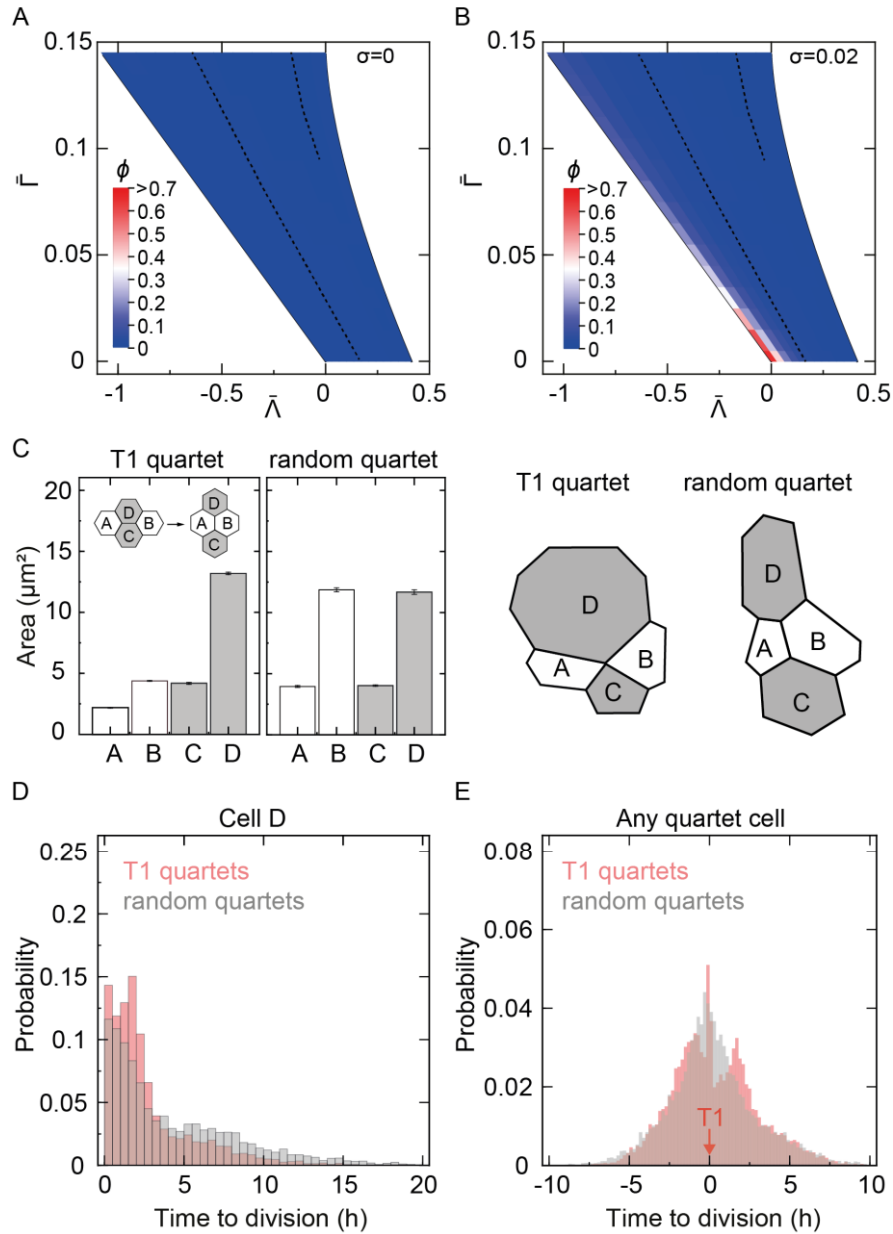 A
B
0.15
σ=0
0.15
σ=0.02
0.1
0.1
Γ̄
Γ̄
ϕ
>0.7
0.6
0.5
0.4
0.3
0.2
0.1
0
ϕ
>0.7
0.6
0.5
0.4
0.3
0.2
0.1
0
0.05
0.05
0
0
-1
-0.5
0
0.5
-1
-0.5
0
0.5
Λ̄
Λ̄
C
T1 quartet
random quartet
T1 quartet
random quartet
20
15
10
5
0
Area (μm²)
A
D
C
B
D
A
B
C
A
B
C
D
A
B
C
D
D
A
B
C
D
A
B
C
D
E
Cell D
Any quartet cell
0.25
0.2
0.15
0.1
0.05
0
Probability
T1 quartets
random quartets
0
5
10
15
20
Time to division (h)
0.08
0.06
0.04
0.02
0
Probability
T1 quartets
random quartets
T1
-10
-5
0
5
10
Time to division (h)